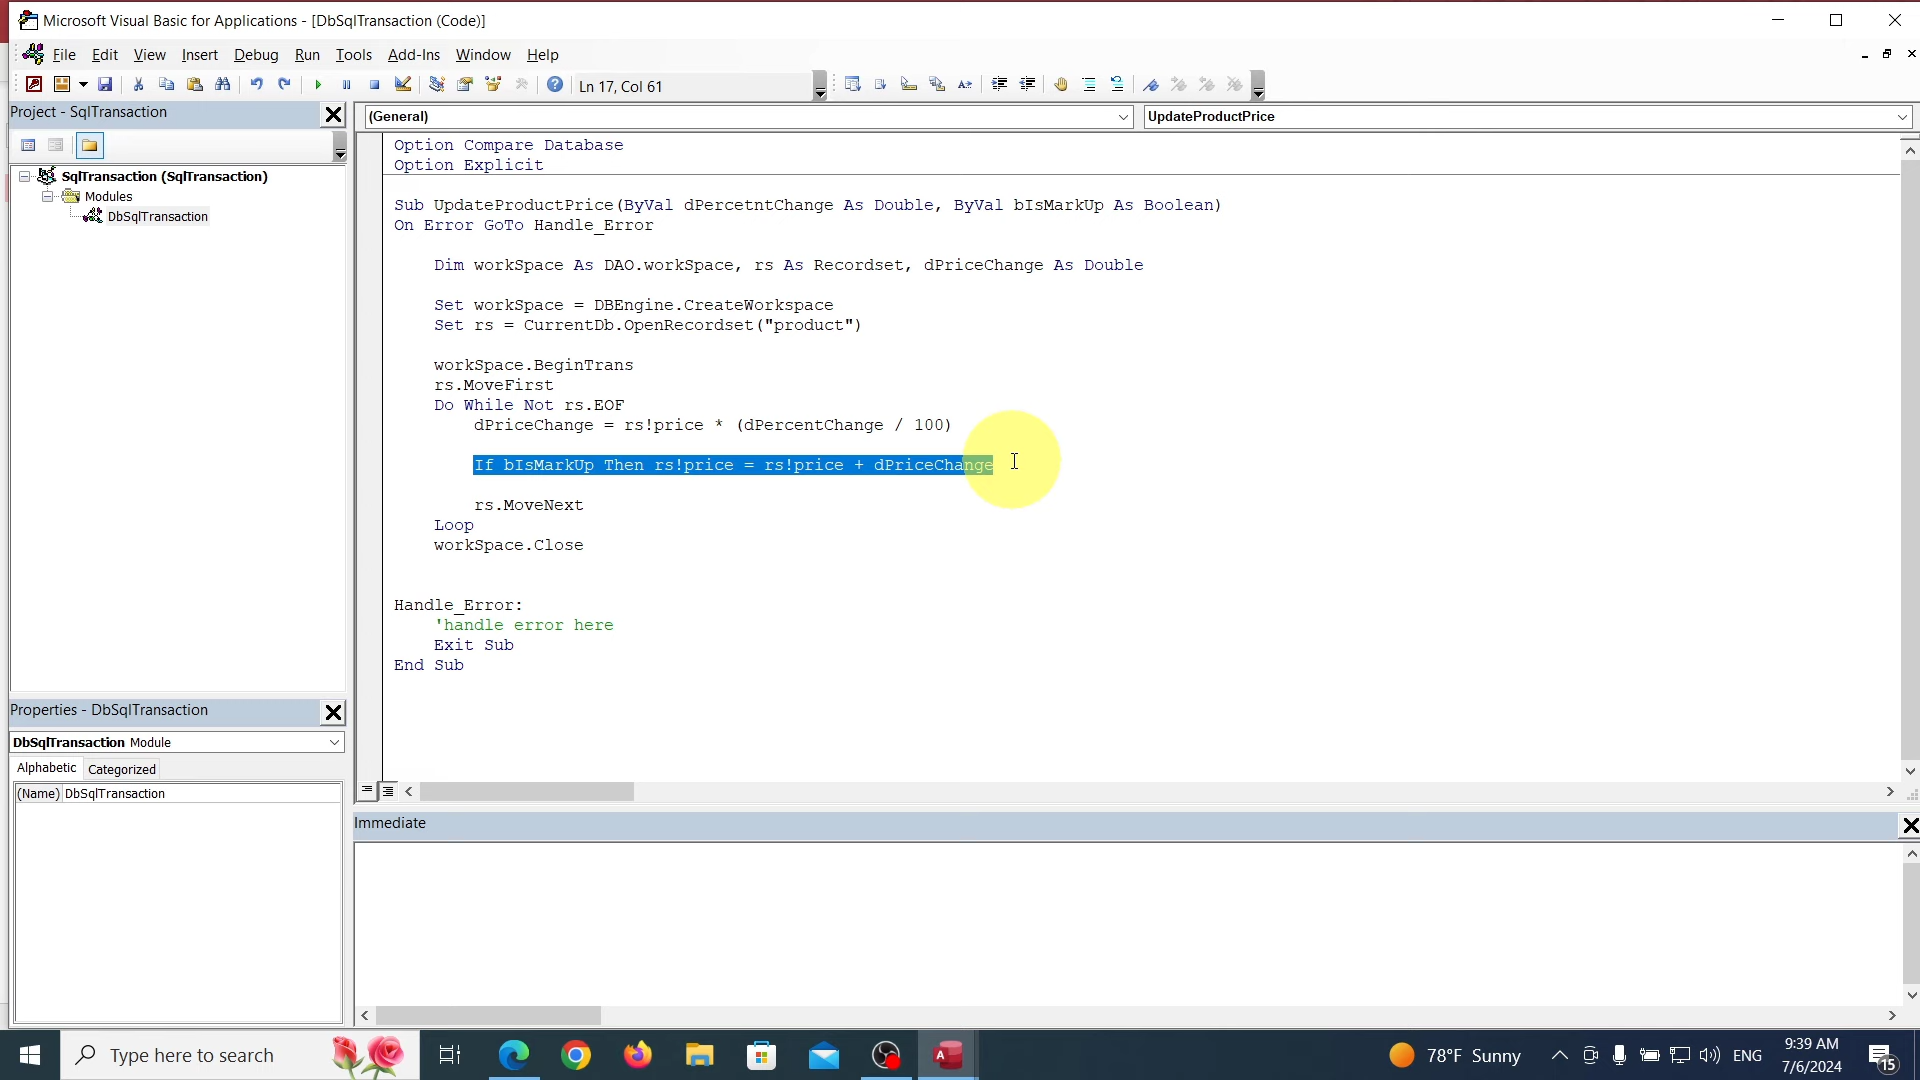 Microsoft Visual Basic for Applications - [DbSqlTransaction (Code)]
File Edit View Insert Debug Run Tools Add-Ins Window Help
Ln 17, Col 61
Project - SqlTransaction
SqlTransaction (SqlTransaction)
Modules
DbSqlTransaction
(General)
UpdateProductPrice
Option Compare Database
Option Explicit
Sub UpdateProductPrice(ByVal dPercetntChange As Double, ByVal bIsMarkUp As Boolean)
On Error GoTo Handle_Error
Dim workSpace As DAO.workSpace, rs As Recordset, dPriceChange As Double
Set workSpace = DBEngine.CreateWorkspace
Set rs = CurrentDb.OpenRecordset("product")
workSpace.BeginTrans
rs.MoveFirst
Do While Not rs.EOF
dPriceChange = rs!price * (dPercentChange / 100)
If bIsMarkUp Then rs!price = rs!price + dPriceChange
rs.MoveNext
Loop
workSpace.Close
Handle_Error:
'handle error here
Exit Sub
End Sub
Properties - DbSqlTransaction
DbSqlTransaction Module
Alphabetic Categorized
(Name) DbSqlTransaction
Immediate
Type here to search
78°F Sunny
ENG
9:39 AM
7/6/2024
15